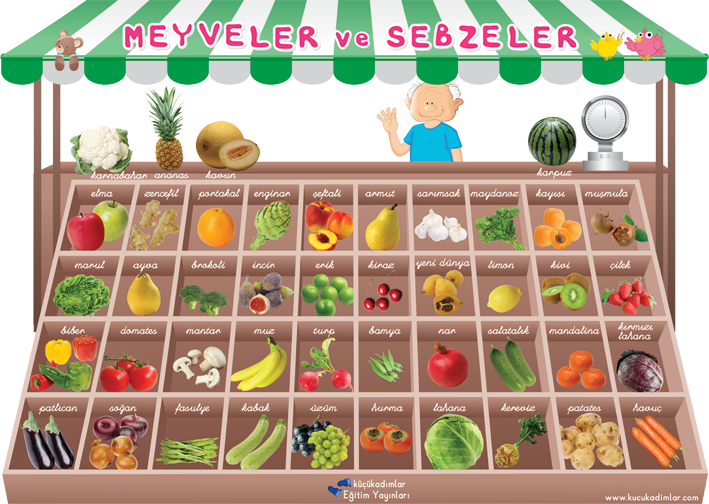 MEYVELER ve SEBZELER
karnabahar ananas kavun karpuz
elma zencefil portakal enginar şeftali armut sarımsak maydanoz kayısı muşmula
marul ayva brokoli incir erik kiraz yeni dünya limon kivi çilek
biber domates mantar muz turp bamya nar salatalık mandalina kırmızı lahana
patlıcan soğan fasulye kabak üzüm hurma lahana kereviz patates havuç
küçükadımlar
Eğitim Yayınları
www.kucukadimlar.com